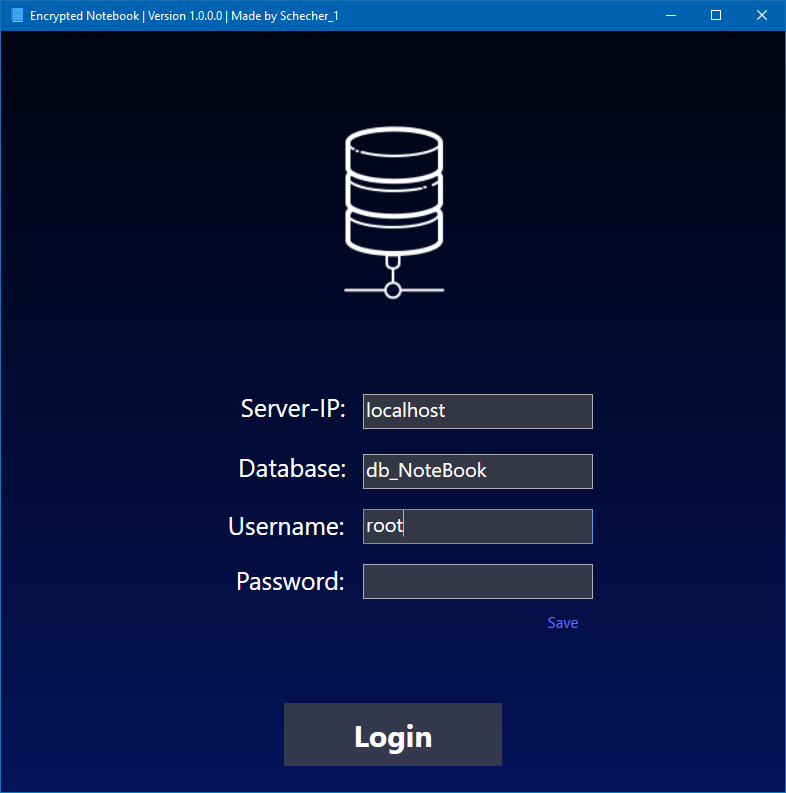 Encrypted Notebook | Version 1.0.0.0 | Made by Schecher_1
Server-IP: localhost
Database: db_NoteBook
Username: root
Password:
Save
Login